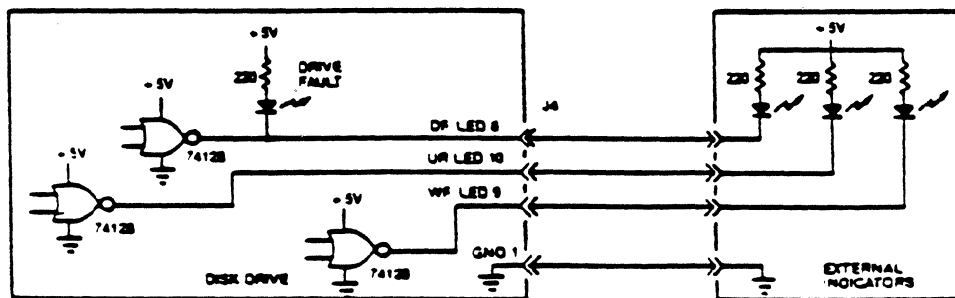 +5V
+5V
220
DRIVE
FAULT
220
220
220
+5V
J4
DF LED 8
74128
+5V
UR LED 10
74128
WF LED 9
+5V
74128
GND 1
DISK DRIVE
EXTERNAL
INDICATORS